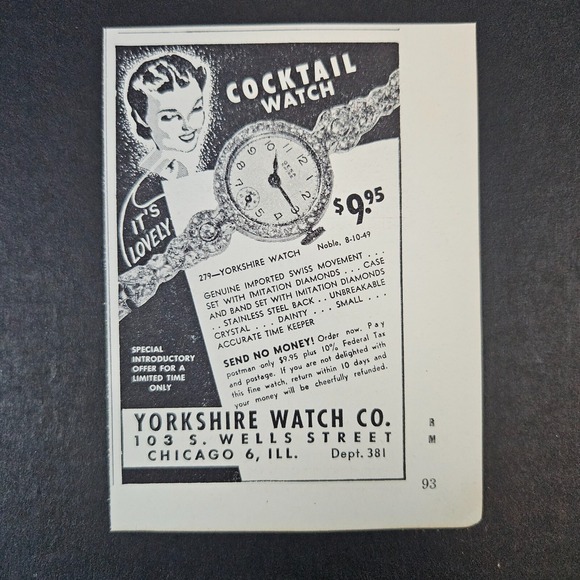 COCKTAIL
WATCH
IT'S
LOVELY
$9.95
279—YORKSHIRE WATCH Noble, 8-10-49
GENUINE IMPORTED SWISS MOVEMENT . . .
SET WITH IMITATION DIAMONDS . . . CASE
AND BAND SET WITH IMITATION DIAMONDS
. . STAINLESS STEEL BACK . . UNBREAKABLE
CRYSTAL . . . DAINTY . . . SMALL . . .
ACCURATE TIME KEEPER
SEND NO MONEY! Order now. Pay
postman only $9.95 plus 10% Federal Tax
and postage. If you are not delighted with
this fine watch, return within 10 days and
your money will be cheerfully refunded.
SPECIAL
INTRODUCTORY
OFFER FOR A
LIMITED TIME
ONLY
YORKSHIRE WATCH CO.
103 S. WELLS STREET
CHICAGO 6, ILL. Dept. 381
R
M
93